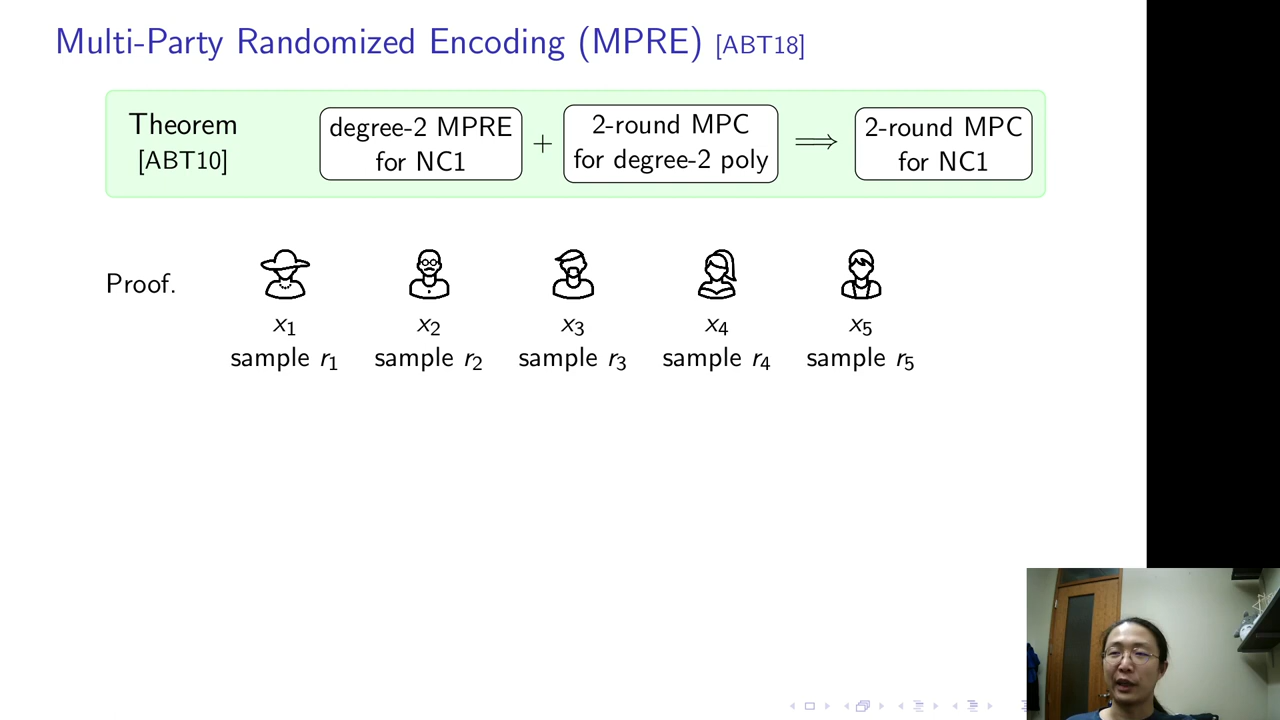 Multi-Party Randomized Encoding (MPRE) [ABT18]
Theorem
[ABT10]
degree-2 MPRE
for NC1
+
2-round MPC
for degree-2 poly
⟹
2-round MPC
for NC1
Proof.
x₁ x₂ x₃ x₄ x₅
sample r₁ sample r₂ sample r₃ sample r₄ sample r₅